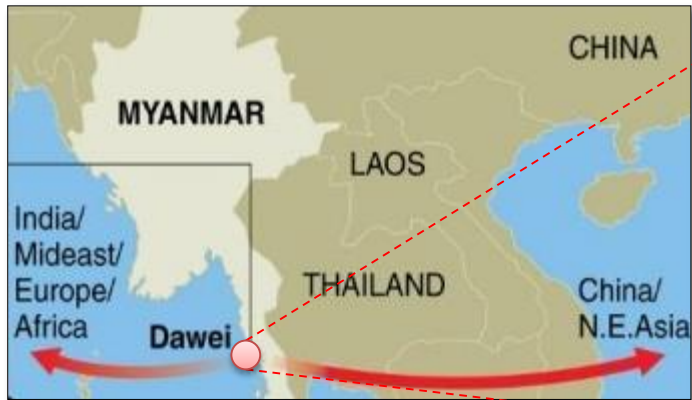 CHINA
MYANMAR
LAOS
India/
Mideast/
Europe/
Africa
THAILAND
China/
N.E.Asia
Dawei